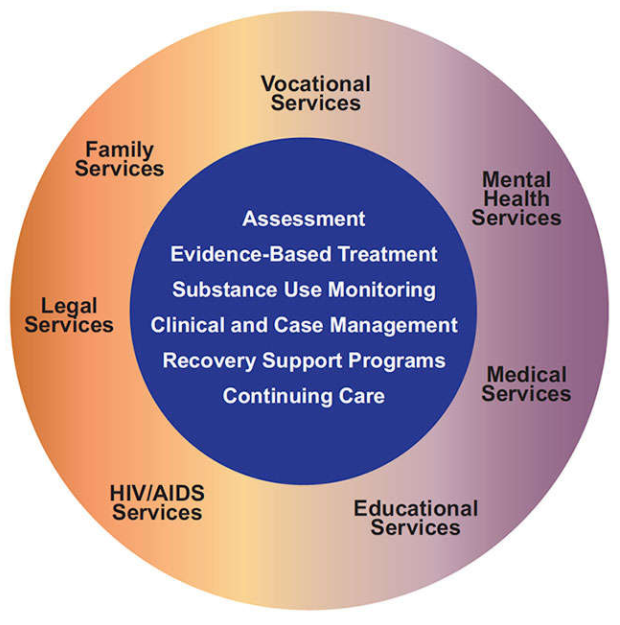 Vocational
Services
Family
Services
Mental
Health
Services
Assessment
Evidence-Based Treatment
Substance Use Monitoring
Clinical and Case Management
Recovery Support Programs
Continuing Care
Legal
Services
Medical
Services
HIV/AIDS
Services
Educational
Services